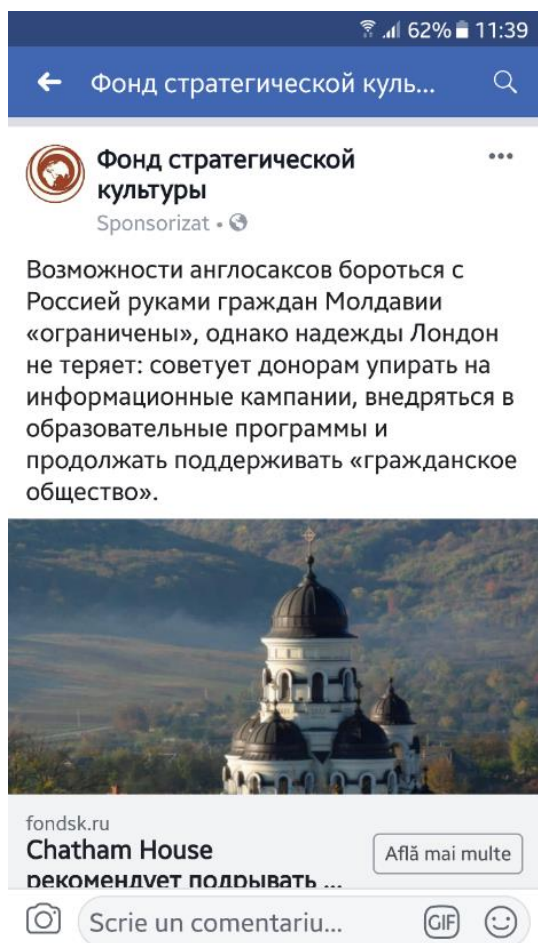 62% 11:39
Фонд стратегической куль...
Фонд стратегической
культуры
Sponsorizat •
Возможности англосаксов бороться с
Россией руками граждан Молдавии
«ограничены», однако надежды Лондон
не теряет: советует донорам упирать на
информационные кампании, внедряться в
образовательные программы и
продолжать поддерживать «гражданское
общество».
fondsk.ru
Chatham House
рекомендует подрывать ...
Află mai multe
Scrie un comentariu...
GIF